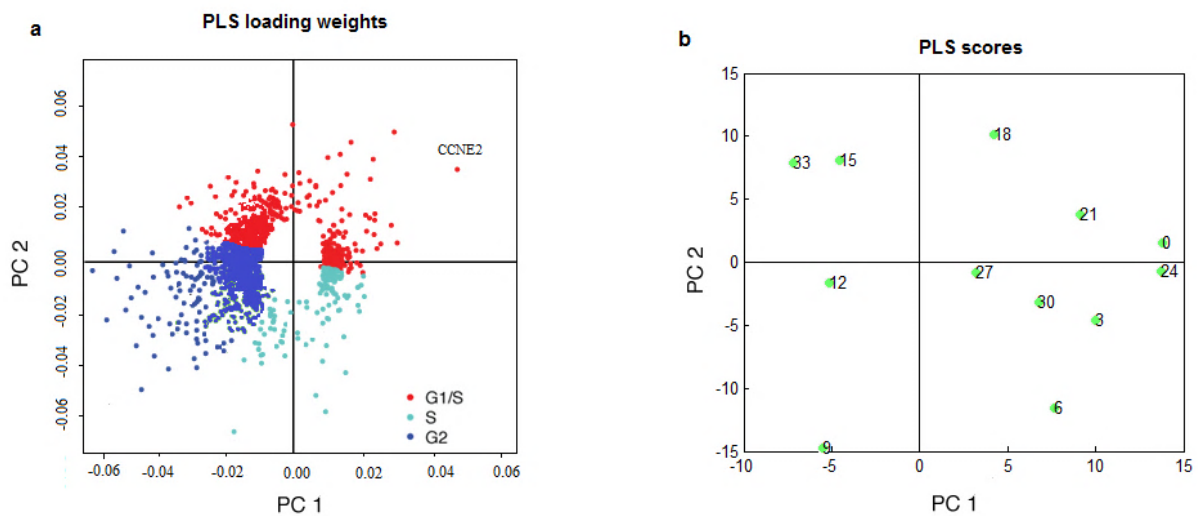 a
PLS loading weights
PC 2
0.06
0.04
0.02
0.00
-0.02
-0.04
-0.06
CCNE2
G1/S
S
G2
-0.06 -0.04 -0.02 0.00 0.02 0.04 0.06
PC 1
b
PLS scores
PC 2
15
10
5
0
-5
-10
-15
18
33 15
21
0
27 24
12
30
3
6
9
-10 -5 0 5 10 15
PC 1